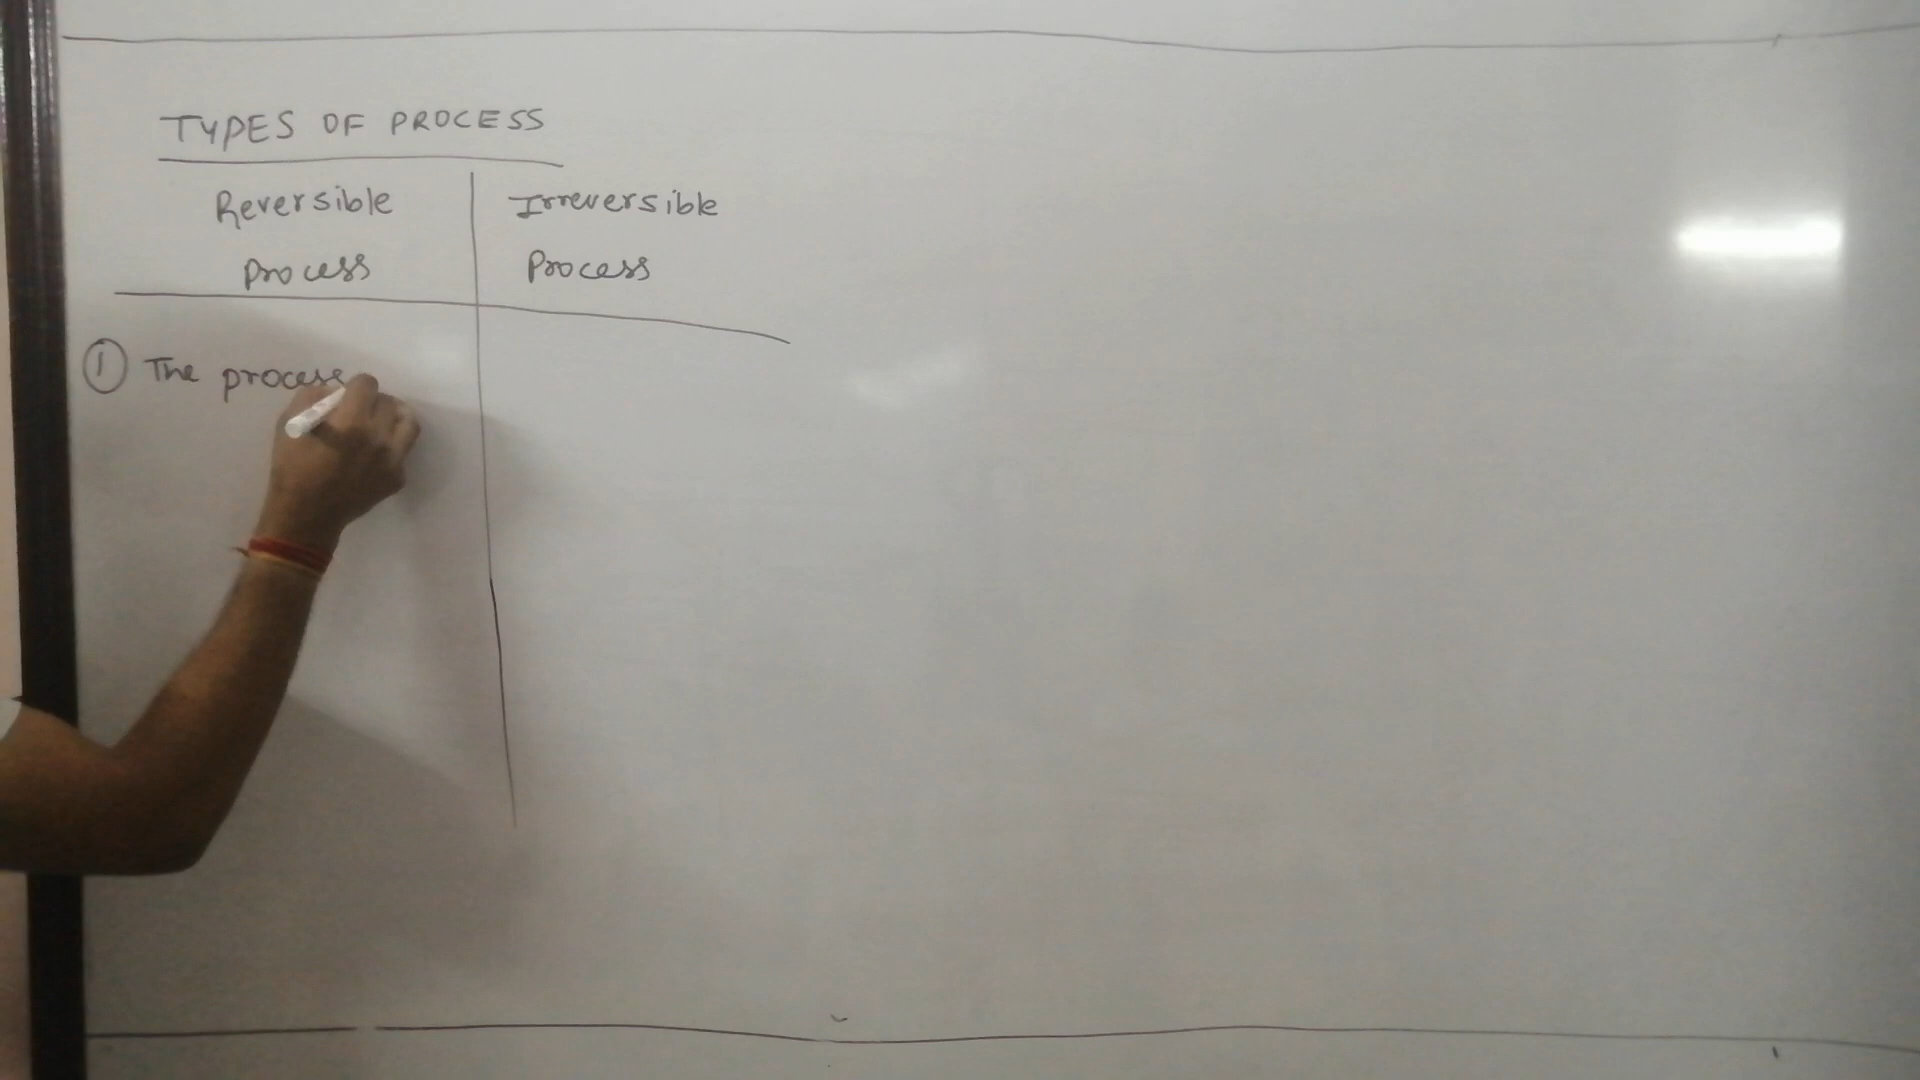 TYPES OF PROCESS
Reversible
process
Irreversible
Process
① The process